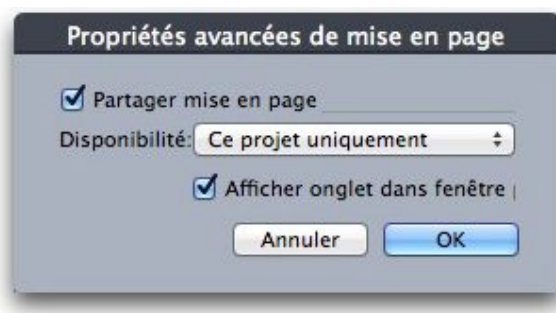 Propriétés avancées de mise en page
Partager mise en page
Disponibilité: Ce projet uniquement
Afficher onglet dans fenêtre
Annuler OK